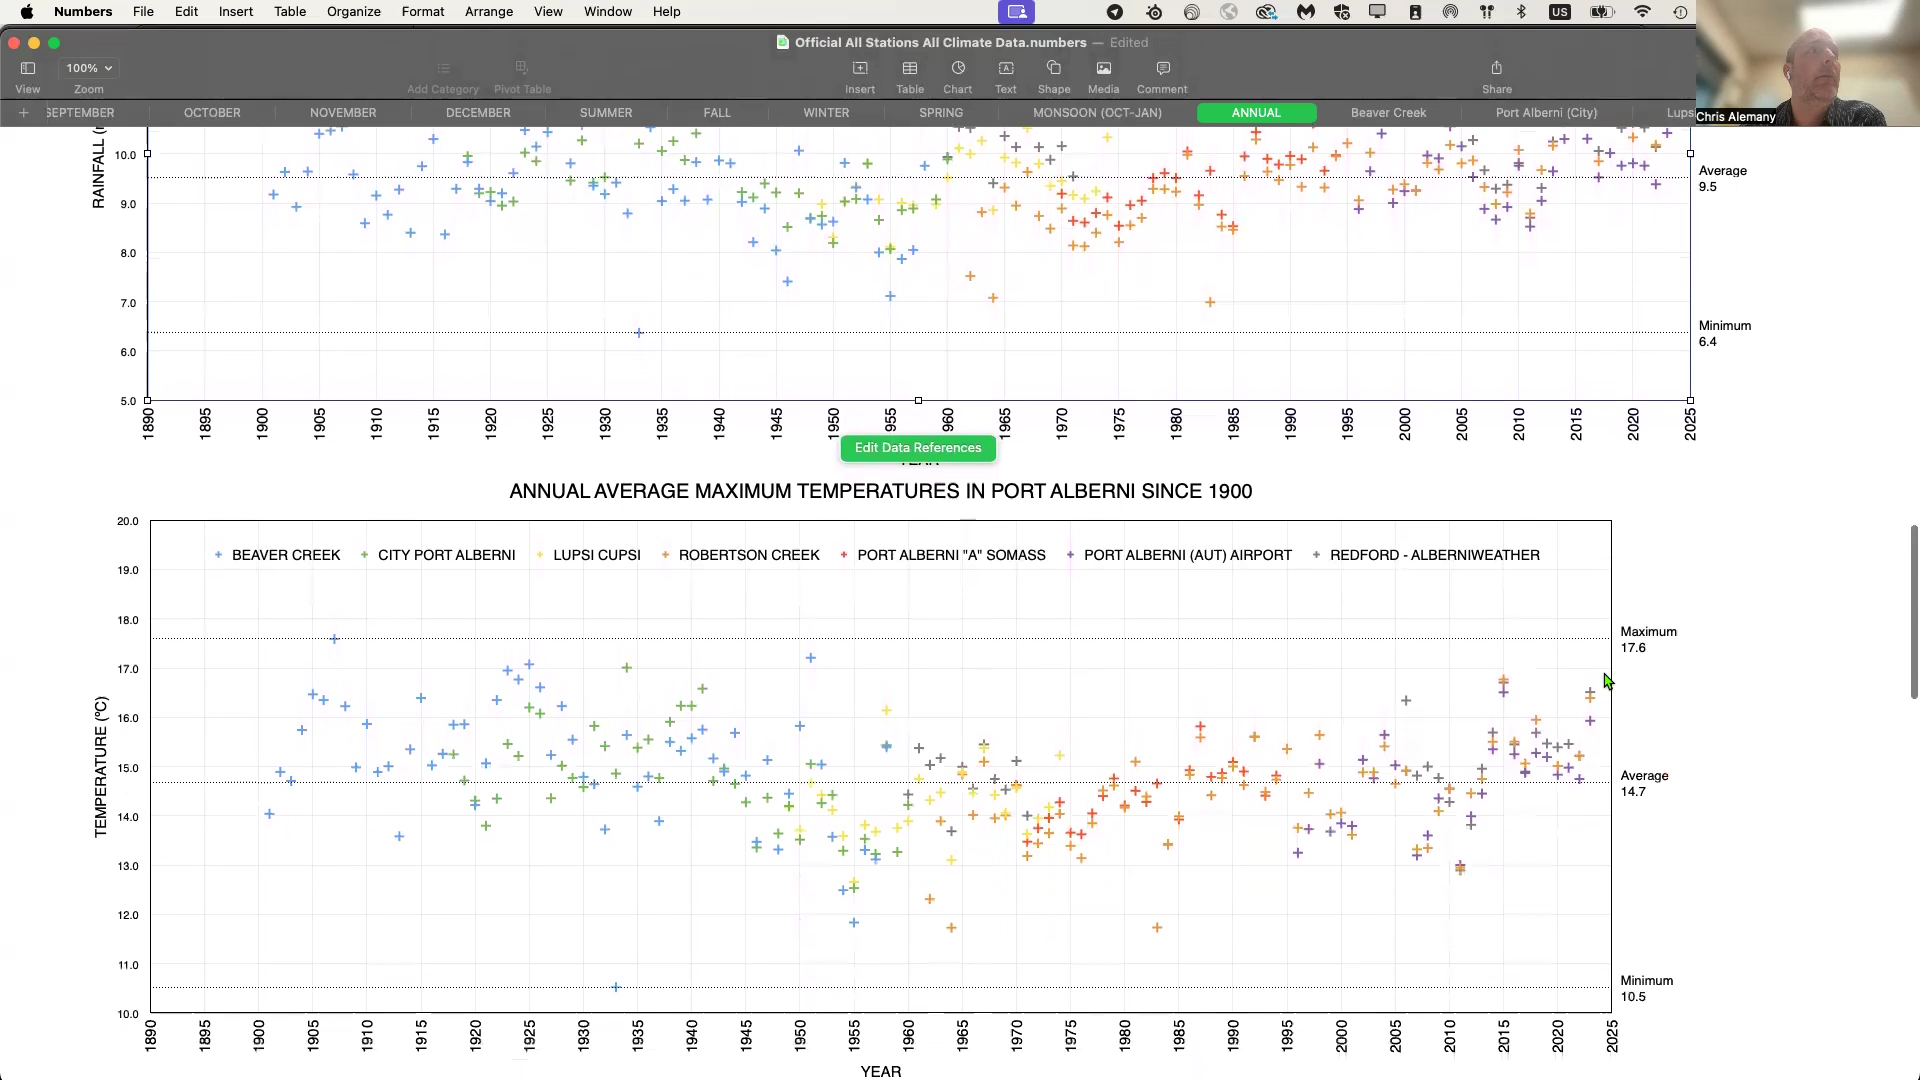 Numbers File Edit Insert Table Organize Format Arrange View Window Help US
Official All Stations All Climate Data.numbers — Edited
100%
View Zoom Add Category Pivot Table Insert Table Chart Text Shape Media Comment Share
SEPTEMBER OCTOBER NOVEMBER DECEMBER SUMMER FALL WINTER SPRING MONSOON (OCT-JAN) ANNUAL Beaver Creek Port Alberni (City) Lups
Chris Alemany
RAINFALL
10.0
9.0
8.0
7.0
6.0
5.0
Average
9.5
Minimum
6.4
1890 1895 1900 1905 1910 1915 1920 1925 1930 1935 1940 1945 1950 1955 1960 1965 1970 1975 1980 1985 1990 1995 2000 2005 2010 2015 2020 2025
Edit Data References
ANNUAL AVERAGE MAXIMUM TEMPERATURES IN PORT ALBERNI SINCE 1900
BEAVER CREEK CITY PORT ALBERNI LUPSI CUPSI ROBERTSON CREEK PORT ALBERNI "A" SOMASS PORT ALBERNI (AUT) AIRPORT REDFORD - ALBERNIWEATHER
TEMPERATURE (°C)
20.0
19.0
18.0
17.0
16.0
15.0
14.0
13.0
12.0
11.0
10.0
Maximum
17.6
Average
14.7
Minimum
10.5
1890 1895 1900 1905 1910 1915 1920 1925 1930 1935 1940 1945 1950 1955 1960 1965 1970 1975 1980 1985 1990 1995 2000 2005 2010 2015 2020 2025
YEAR